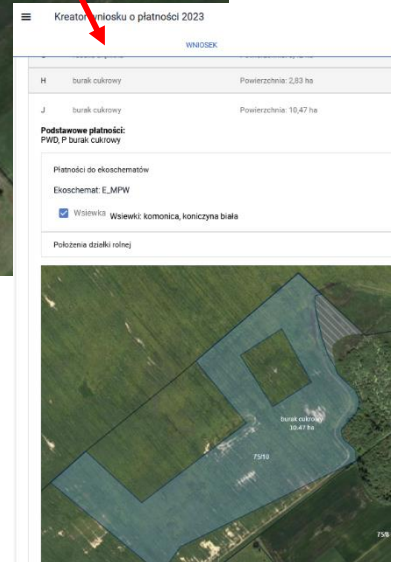 Kreator wniosku o płatności 2023
WNIOSEK
H burak cukrowy Powierzchnia: 2,83 ha
J burak cukrowy Powierzchnia: 10,47 ha
Podstawowe płatności:
PWD, P burak cukrowy
Płatności do ekoschematów
Ekoschemat: E_MPW
Wsiewka Wsiewki: komonica, koniczyna biała
Położenia działki rolnej
burak cukrowy
10.47 ha
75/10
75/8